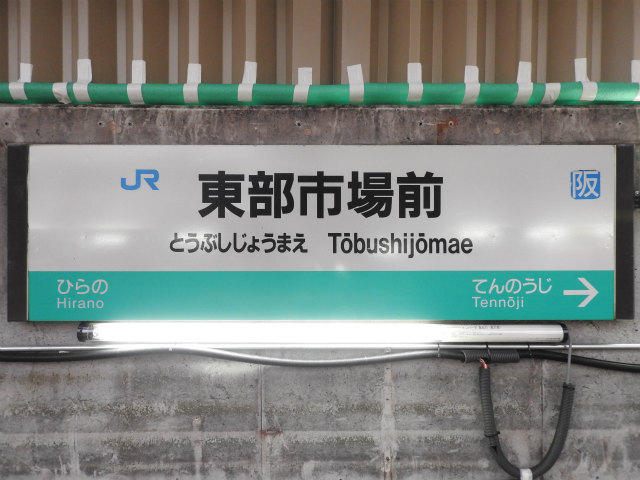 JR
東部市場前
阪
とうぶしじょうまえ Tōbushijōmae
ひらの
Hirano
てんのうじ
Tennōji